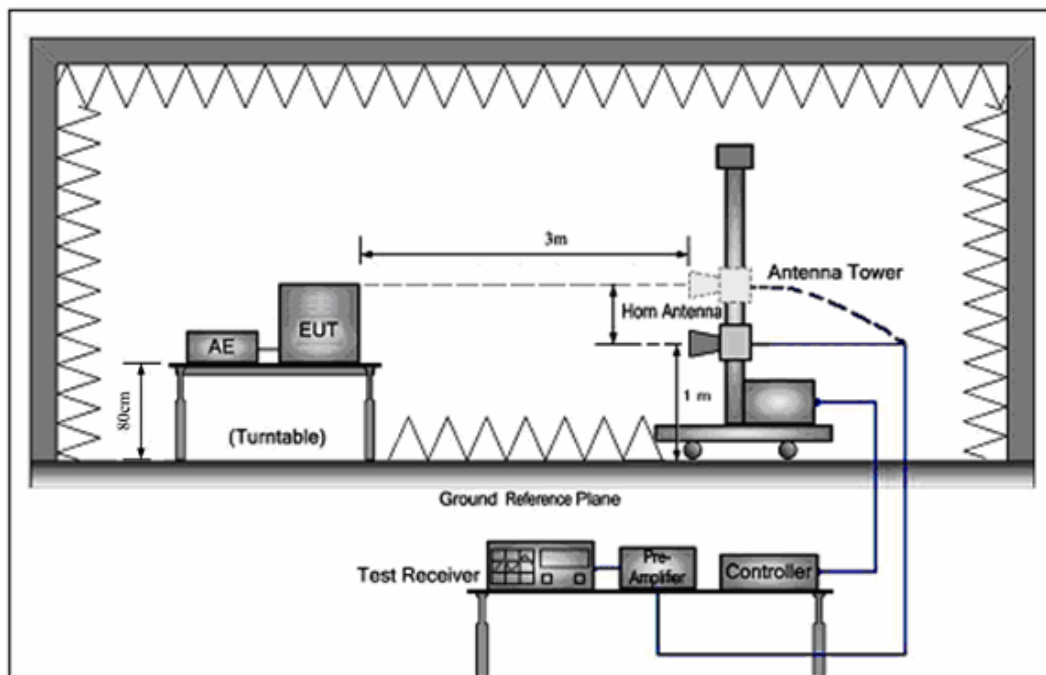 3m
Antenna Tower
Horn Antenna
EUT
AE
1 m
80cm
(Turntable)
Ground Reference Plane
Test Receiver
Pre-
Amplifier
Controller